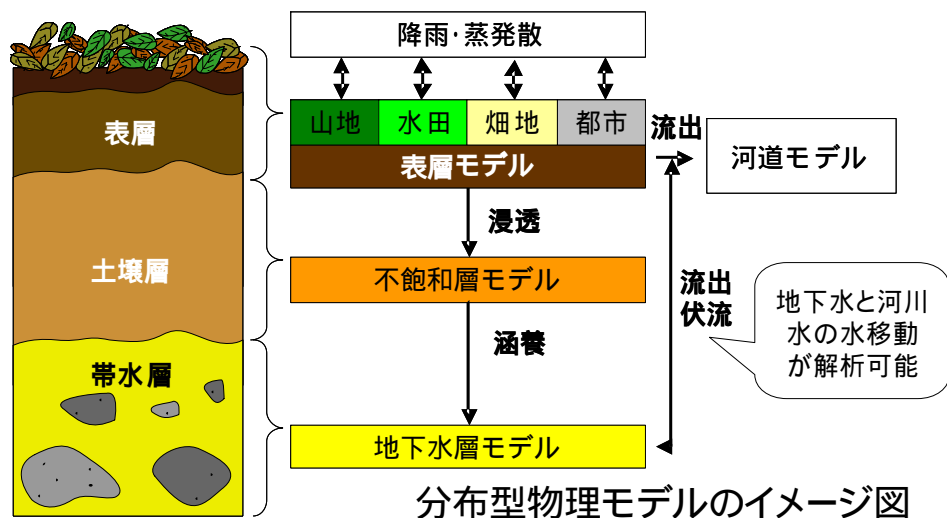 降雨・蒸発散
山地 水田 畑地 都市
流出
河道モデル
表層
表層モデル
浸透
土壌層
不飽和層モデル
流出
伏流
地下水と河川
水の水移動
が解析可能
涵養
帯水層
地下水層モデル
分布型物理モデルのイメージ図